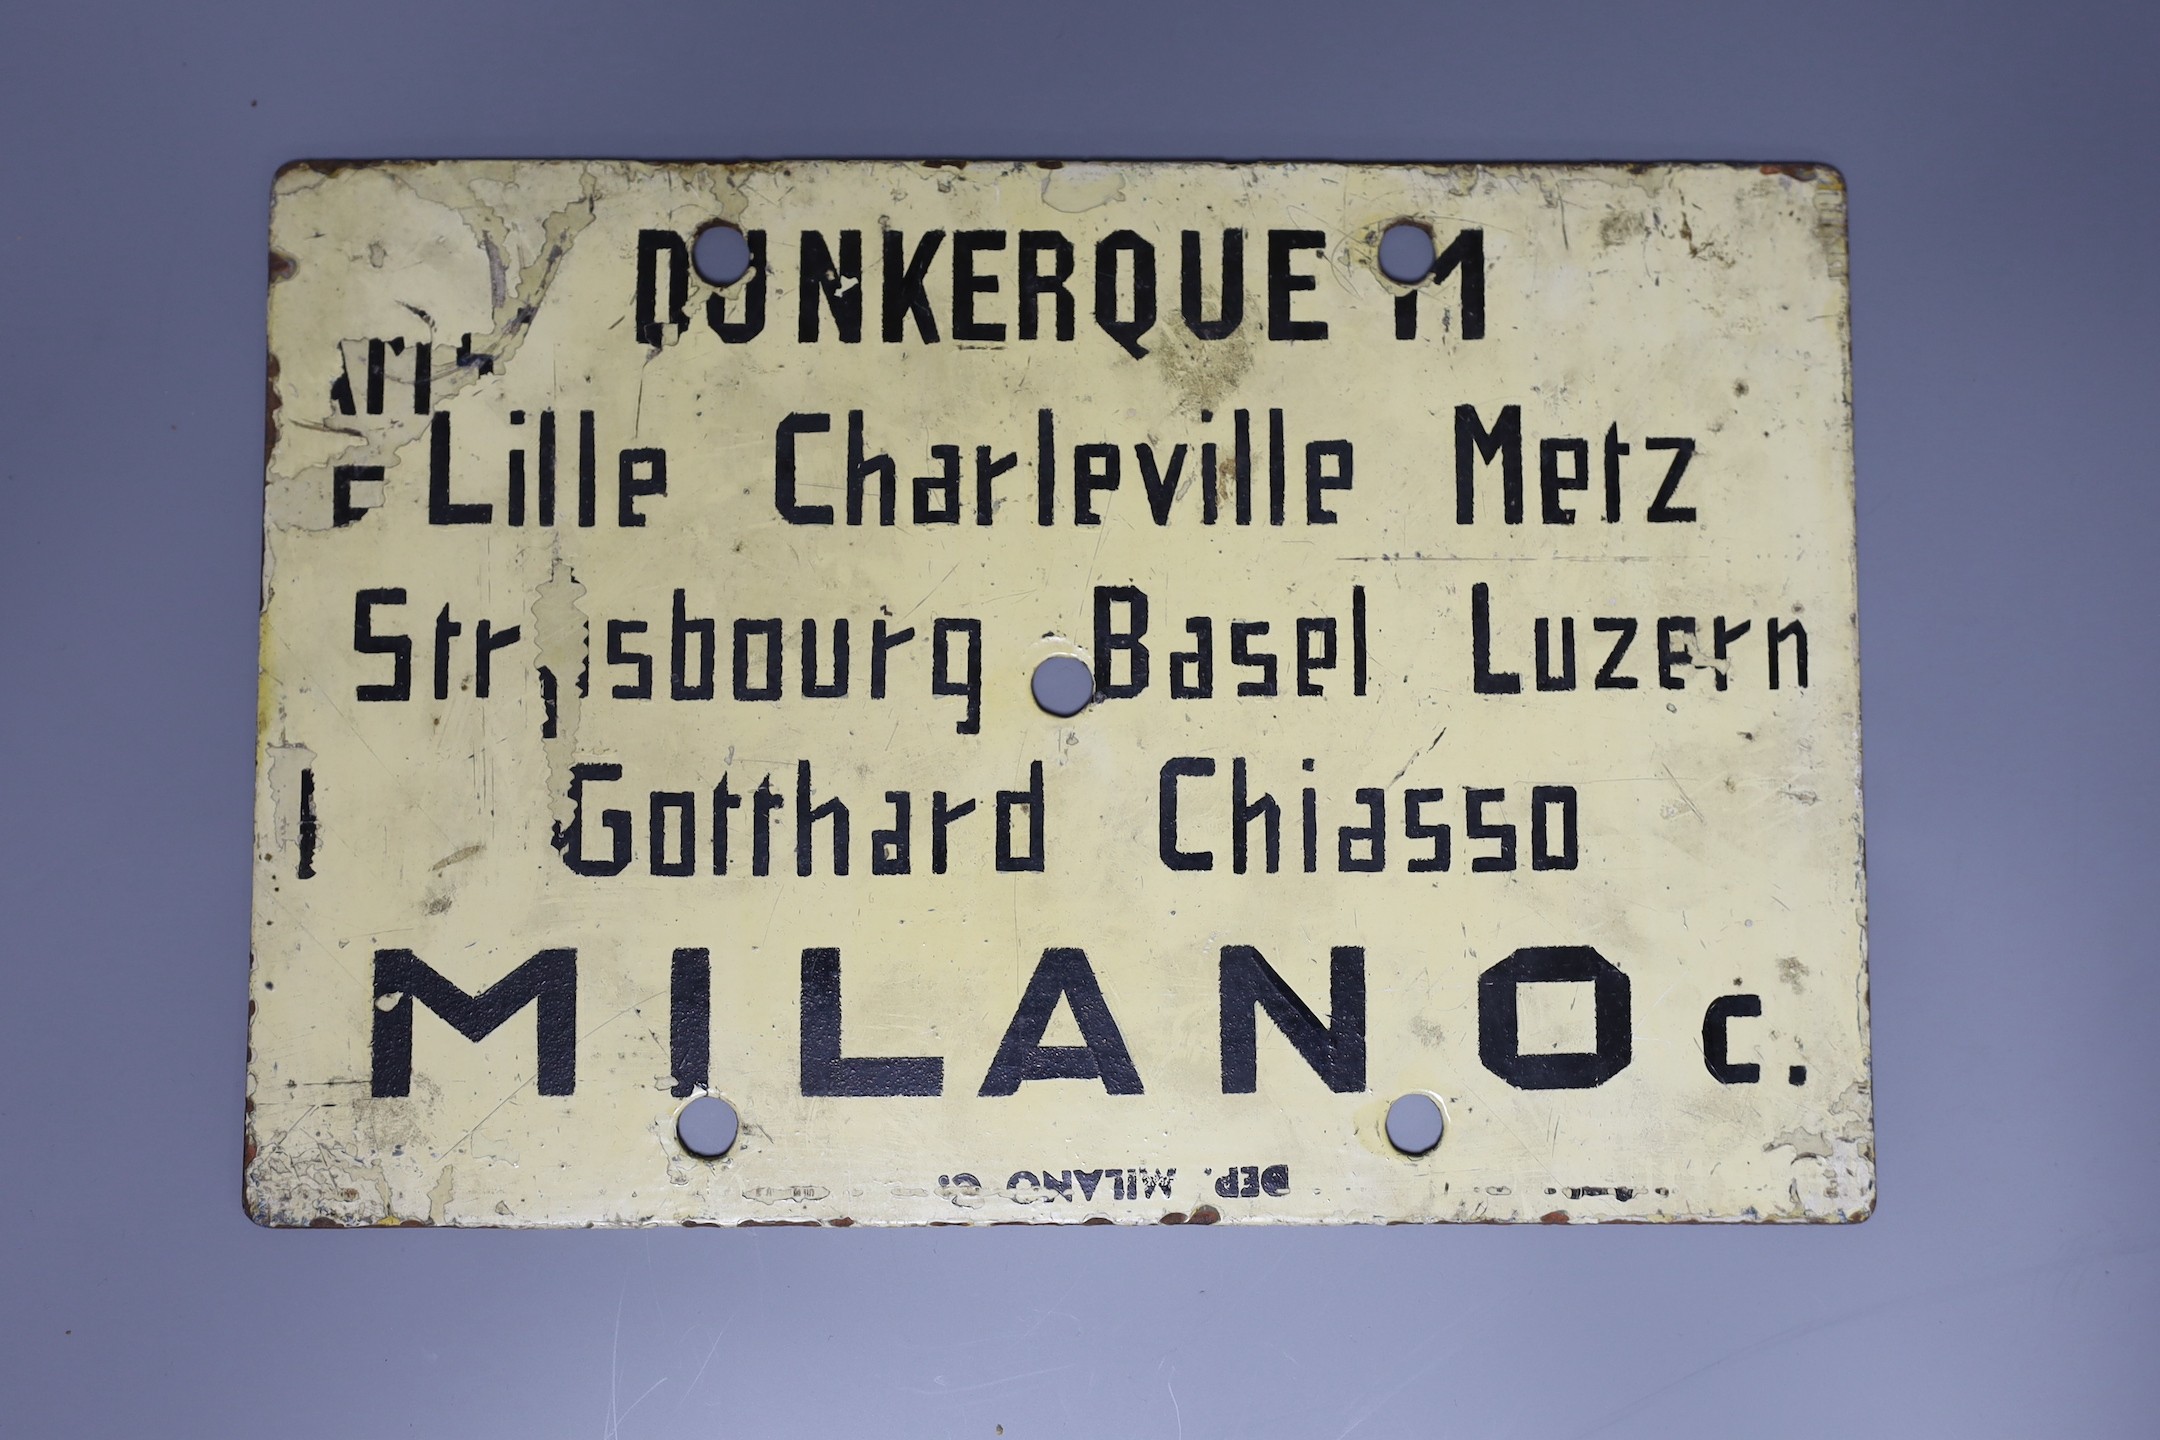 DUNKERQUE M
Lille Charleville Metz
Strasbourg Basel Luzern
Gotthard Chiasso
MILANO c.
DEP. MILANO C.